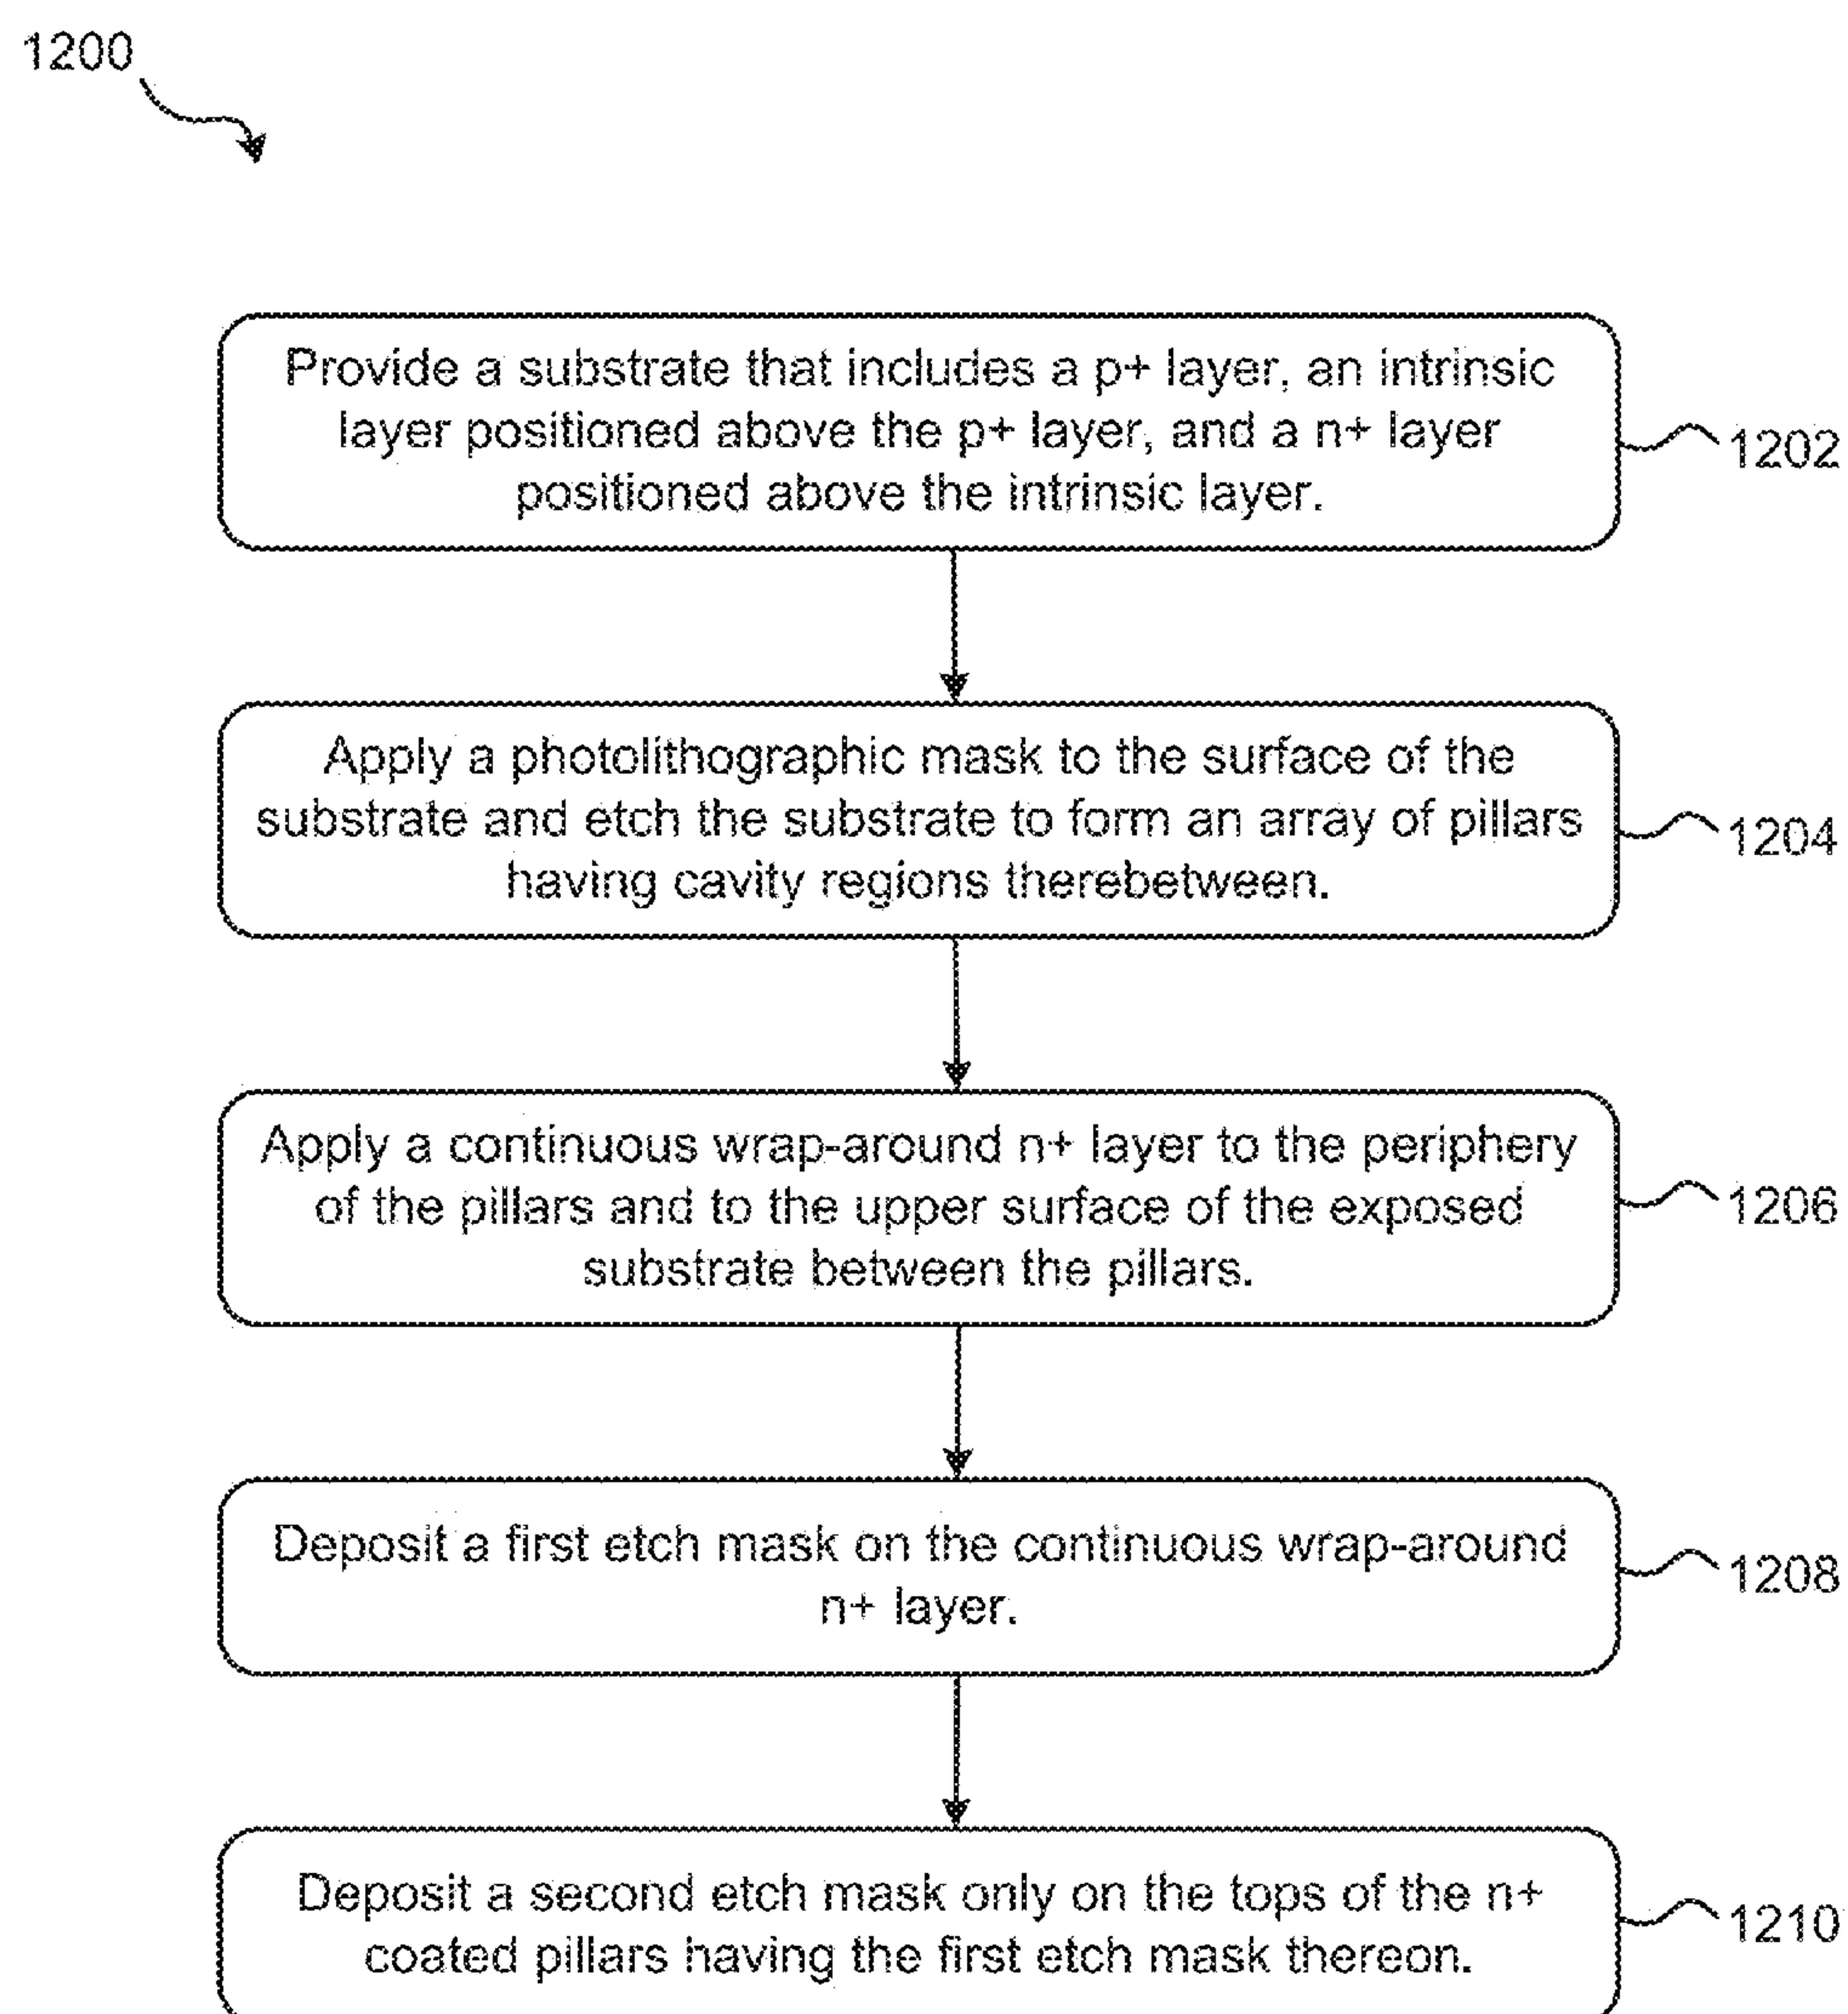 1200
Provide a substrate that includes a p+ layer, an intrinsic
layer positioned above the p+ layer, and a n+ layer
positioned above the intrinsic layer.
1202
Apply a photolithographic mask to the surface of the
substrate and etch the substrate to form an array of pillars
having cavity regions therebetween.
1204
Apply a continuous wrap-around n+ layer to the periphery
of the pillars and to the upper surface of the exposed
substrate between the pillars.
1206
Deposit a first etch mask on the continuous wrap-around
n+ layer.
1208
Deposit a second etch mask only on the tops of the n+
coated pillars having the first etch mask thereon.
1210